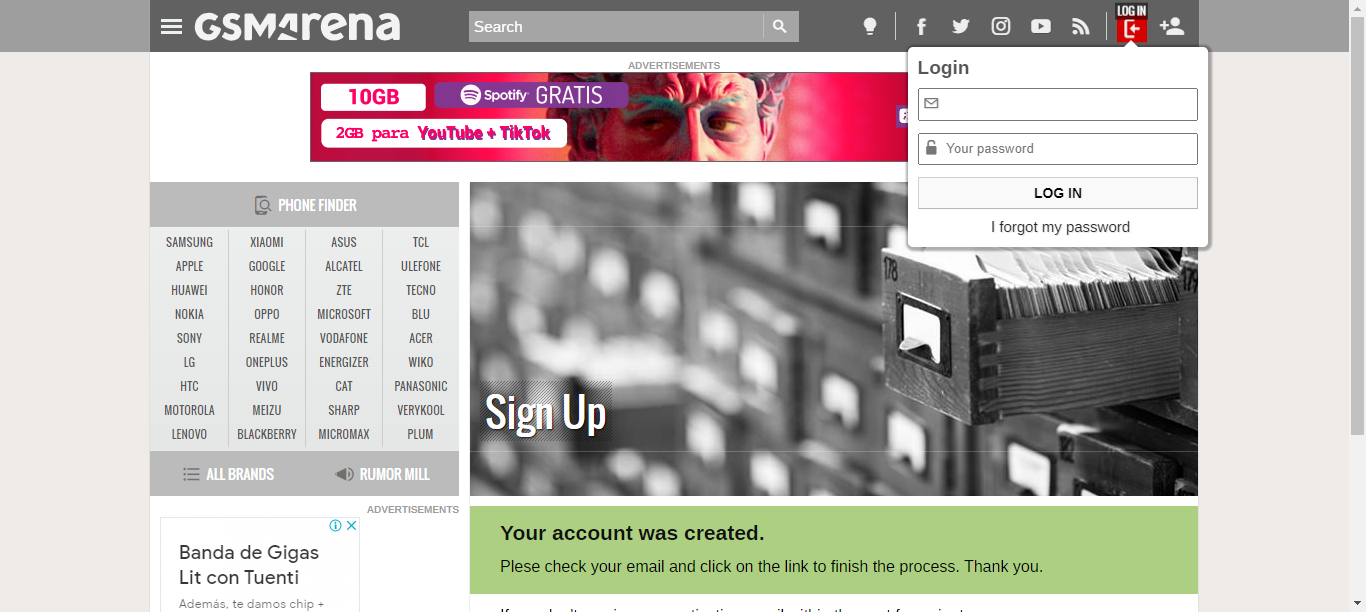 GSMArena
Search
LOG IN
Login
Your password
LOG IN
I forgot my password
ADVERTISEMENTS
10GB
Spotify GRATIS
2GB para YouTube + TikTok
PHONE FINDER
SAMSUNG XIAOMI ASUS TCL
APPLE GOOGLE ALCATEL ULEFONE
HUAWEI HONOR ZTE TECNO
NOKIA OPPO MICROSOFT BLU
SONY REALME VODAFONE ACER
LG ONEPLUS ENERGIZER WIKO
HTC VIVO CAT PANASONIC
MOTOROLA MEIZU SHARP VERYKOOL
LENOVO BLACKBERRY MICROMAX PLUM
ALL BRANDS RUMOR MILL
178
Sign Up
ADVERTISEMENTS
Banda de Gigas
Lit con Tuenti
Además, te damos chip +
Your account was created.
Plese check your email and click on the link to finish the process. Thank you.